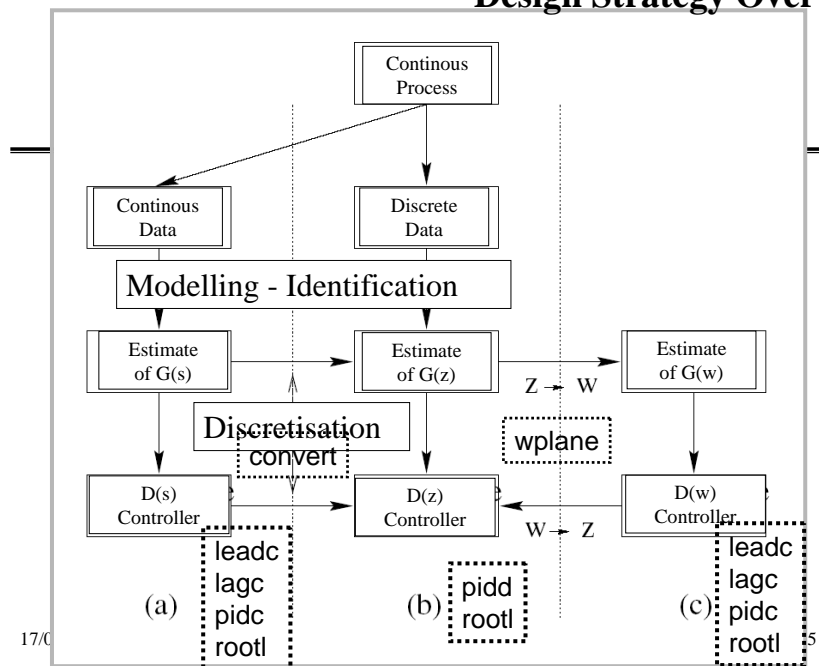 Design Strategy Over
Continous
Process
Continous
Data
Discrete
Data
Modelling - Identification
Estimate
of G(s)
Estimate
of G(z)
Estimate
of G(w)
Z → W
Discretisation
convert
wplane
D(s)
Controller
D(z)
Controller
D(w)
Controller
W → Z
leadc
lagc
pidc
rootl
pidd
rootl
leadc
lagc
pidc
rootl
(a)
(b)
(c)
17/0
5